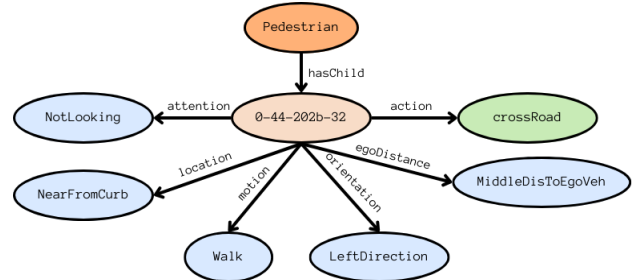 Pedestrian
hasChild
attention
action
NotLooking
0-44-202b-32
crossRoad
location
egoDistance
motion
orientation
NearFromCurb
MiddleDisToEgoVeh
Walk
LeftDirection